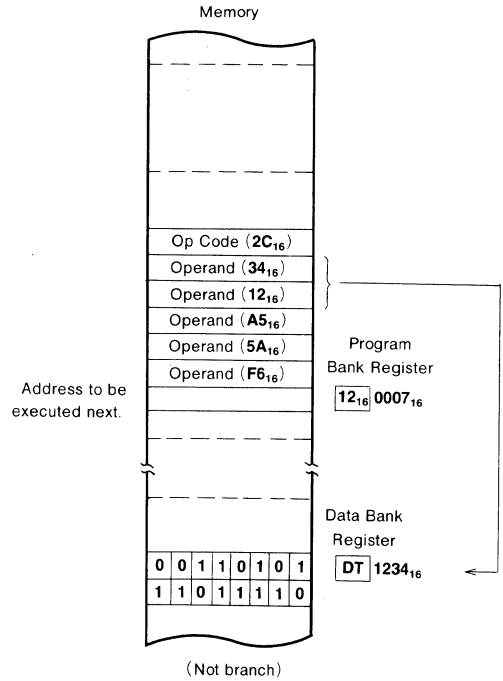 Memory
Op Code (2C₁₆)
Operand (34₁₆)
Operand (12₁₆)
Operand (A5₁₆)
Operand (5A₁₆)
Operand (F6₁₆)
Program
Bank Register
12₁₆ 0007₁₆
Address to be
executed next.
Data Bank
Register
DT 1234₁₆
0 0 1 1 0 1 0 1
1 1 0 1 1 1 1 0
(Not branch)